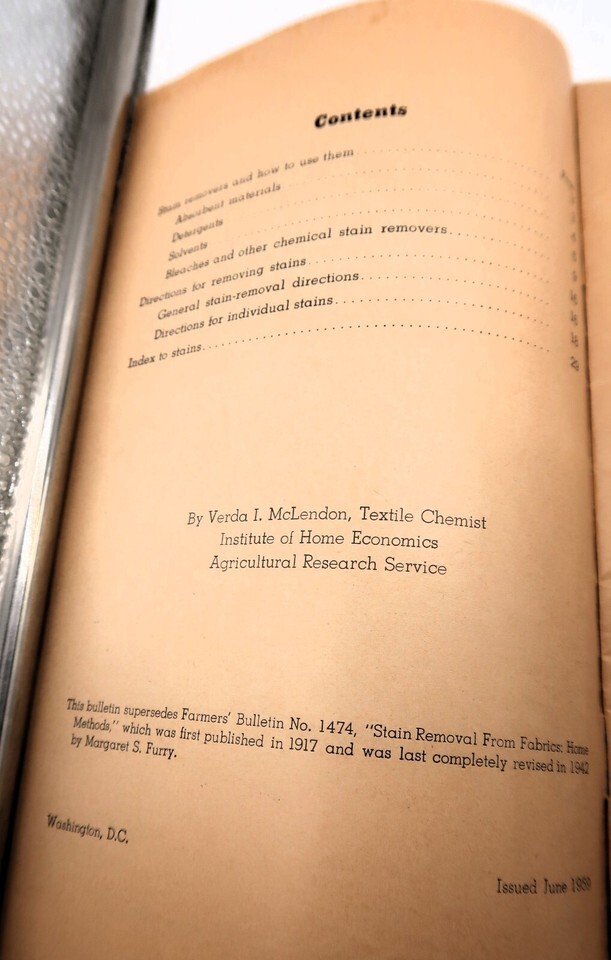 Contents
Stain removers and how to use them
Absorbent materials
Detergents
Solvents
Bleaches and other chemical stain removers
Directions for removing stains
General stain-removal directions
Directions for individual stains
Index to stains
By Verda I. McLendon, Textile Chemist
Institute of Home Economics
Agricultural Research Service
This bulletin supersedes Farmers' Bulletin No. 1474, "Stain Removal From Fabrics: Home
Methods," which was first published in 1917 and was last completely revised in 1942
by Margaret S. Furry.
Washington, D.C.
Issued June 1959